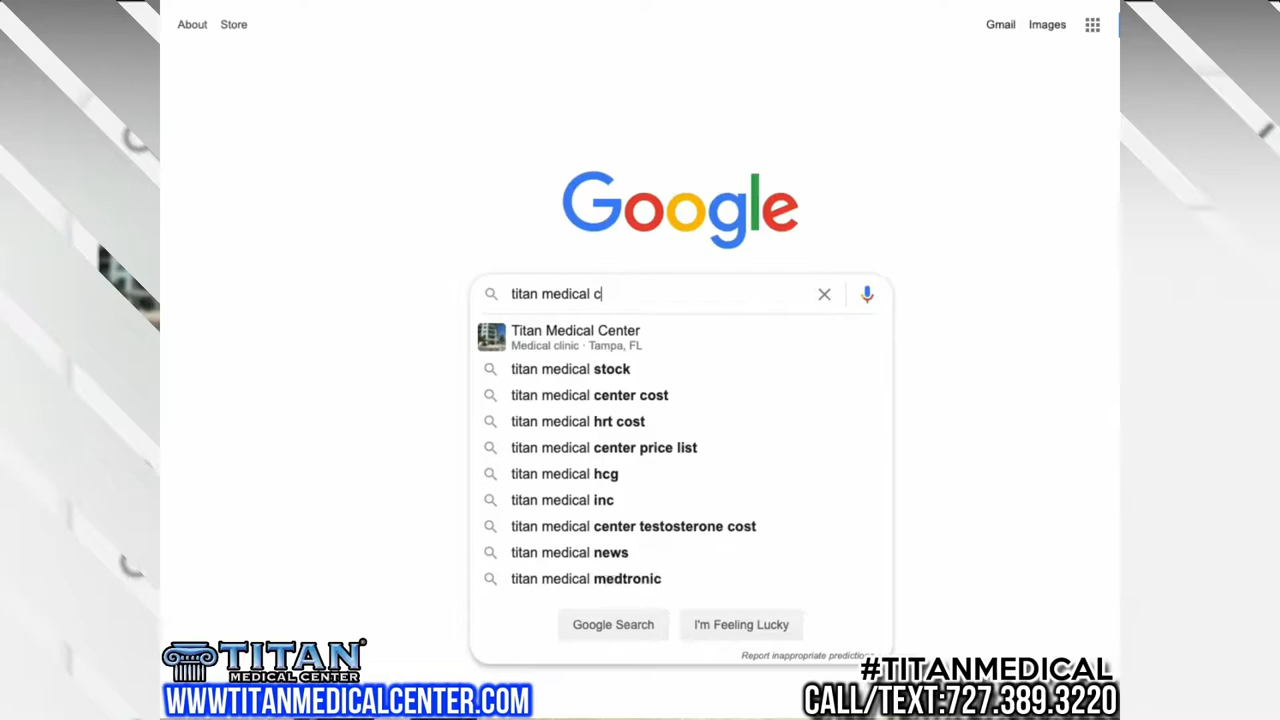 About Store
Gmail Images
Google
titan medical c
Titan Medical Center
Medical clinic · Tampa, FL
titan medical stock
titan medical center cost
titan medical hrt cost
titan medical center price list
titan medical hcg
titan medical inc
titan medical center testosterone cost
titan medical news
titan medical medtronic
Google Search
I'm Feeling Lucky
Report inappropriate predictions
TITAN®
MEDICAL CENTER
WWW.TITANMEDICALCENTER.COM
#TITANMEDICAL
CALL/TEXT:727.389.3220